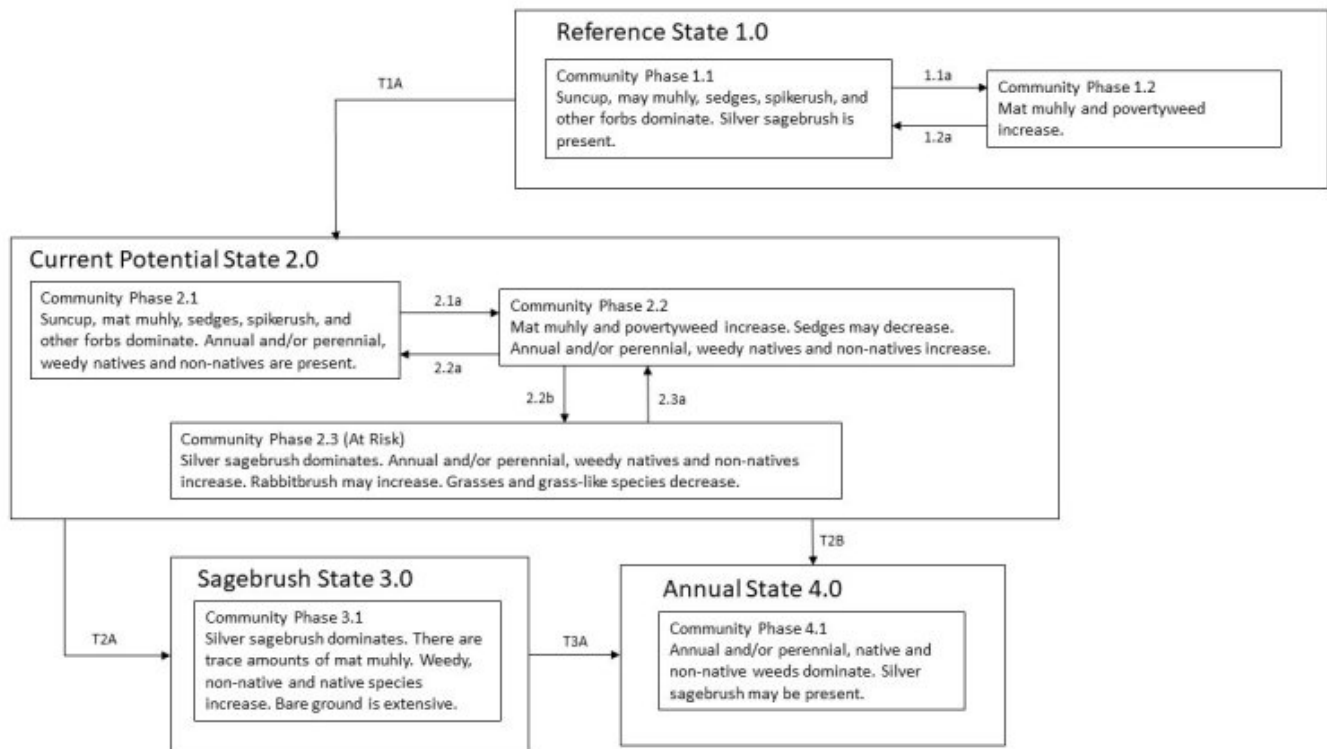 Reference State 1.0
T1A
Community Phase 1.1
Suncup, may muhly, sedges, spikerush, and
other forbs dominate. Silver sagebrush is
present.
1.1a
1.2a
Community Phase 1.2
Mat muhly and povertyweed
increase.
Current Potential State 2.0
Community Phase 2.1
Suncup, mat muhly, sedges, spikerush, and
other forbs dominate. Annual and/or perennial,
weedy natives and non-natives are present.
2.1a
2.2a
Community Phase 2.2
Mat muhly and povertyweed increase. Sedges may decrease.
Annual and/or perennial, weedy natives and non-natives increase.
2.2b
2.3a
Community Phase 2.3 (At Risk)
Silver sagebrush dominates. Annual and/or perennial, weedy natives and non-natives
increase. Rabbitbrush may increase. Grasses and grass-like species decrease.
T2B
T2A
Sagebrush State 3.0
Community Phase 3.1
Silver sagebrush dominates. There are
trace amounts of mat muhly. Weedy,
non-native and native species
increase. Bare ground is extensive.
T3A
Annual State 4.0
Community Phase 4.1
Annual and/or perennial, native and
non-native weeds dominate. Silver
sagebrush may be present.